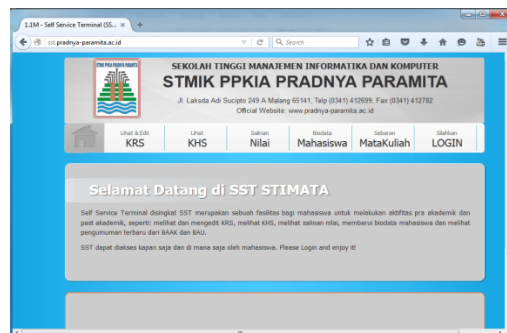 1.1M - Self Service Terminal (SS...
sst.pradnya-paramita.ac.id
Search
SEKOLAH TINGGI MANAJEMEN INFORMATIKA DAN KOMPUTER
STMIK PPKIA PRADNYA PARAMITA
Jl. Laksda Adi Sucipto 249 A Malang 65141, Telp (0341) 412699, Fax (0341) 412782
Official Website: www.pradnya-paramita.ac.id
Lihat & Edit
KRS
Lihat
KHS
Salinan
Nilai
Biodata
Mahasiswa
Sebaran
MataKuliah
Silahkan
LOGIN
Selamat Datang di SST STIMATA
Self Service Terminal disingkat SST merupakan sebuah fasilitas bagi mahasiswa untuk melakukan aktifitas pra akademik dan
past akademik, seperti: melihat dan mengedit KRS, melihat KHS, melihat salinan nilai, membarui biodata mahasiswa dan melihat
pengumuman terbaru dari BAAK dan BAU.
SST dapat diakses kapan saja dan di mana saja oleh mahasiswa. Please Login and enjoy it!